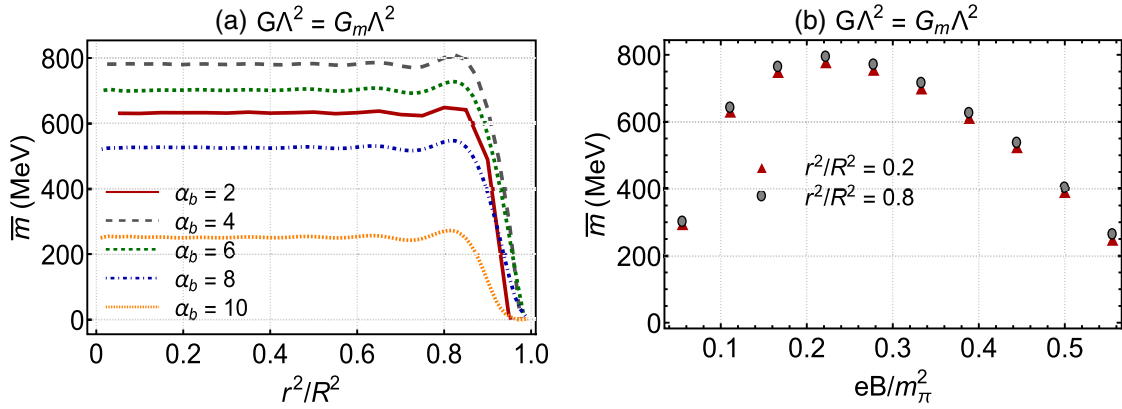 (a) GΛ² = GₘΛ²
m̅ (MeV)
800
600
400
200
0
α_b = 2
α_b = 4
α_b = 6
α_b = 8
α_b = 10
0 0.2 0.4 0.6 0.8 1.0
r²/R²
(b) GΛ² = GₘΛ²
m̅ (MeV)
800
600
400
200
0
r²/R² = 0.2
r²/R² = 0.8
0.1 0.2 0.3 0.4 0.5
eB/m_π²